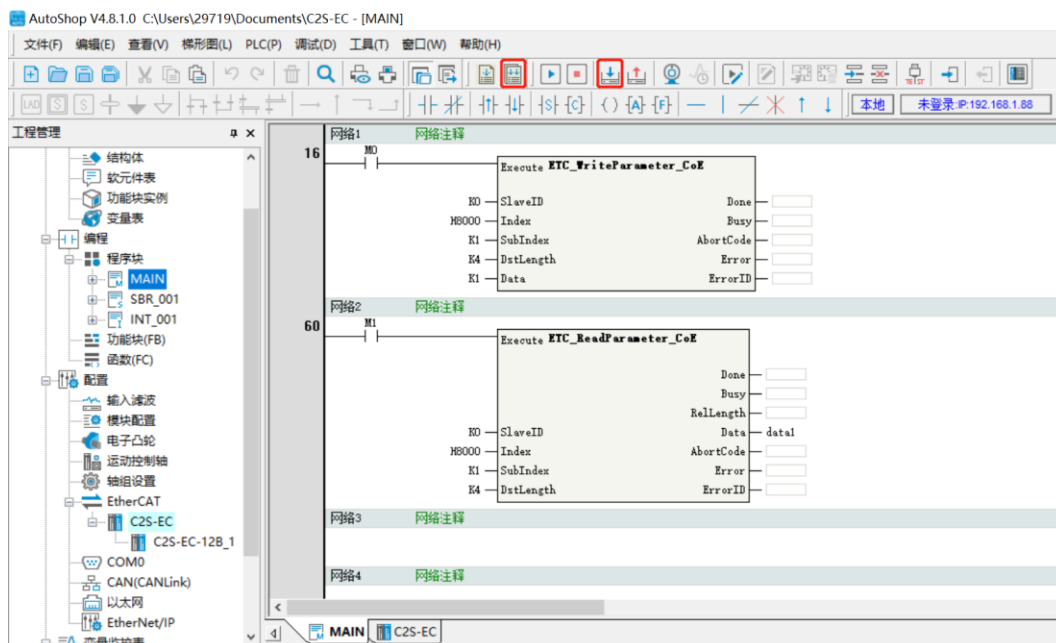 AutoShop V4.8.1.0 C:\Users\29719\Documents\C2S-EC - [MAIN]
文件(F) 编辑(E) 查看(V) 梯形图(L) PLC(P) 调试(D) 工具(T) 窗口(W) 帮助(H)
LAD S S S C A F 本地 未登录:IP:192.168.1.88
TEST
工程管理
结构体
软元件表
功能块实例
变量表
编程
程序块
MAIN
SBR_001
INT_001
功能块(FB)
函数(FC)
配置
输入滤波
模块配置
电子凸轮
运动控制轴
轴组设置
EtherCAT
C2S-EC
C2S-EC-12B_1
COM0
CAN(CANLink)
以太网
EtherNet/IP
变量监控表
网络1 网络注释
16 M0
Execute ETC_WriteParameter_CoE
K0 SlaveID Done
H8000 Index Busy
K1 SubIndex AbortCode
K4 DstLength Error
K1 Data ErrorID
网络2 网络注释
60 M1
Execute ETC_ReadParameter_CoE
Done
Busy
RelLength
K0 SlaveID Data data1
H8000 Index AbortCode
K1 SubIndex Error
K4 DstLength ErrorID
网络3 网络注释
网络4 网络注释
MAIN C2S-EC